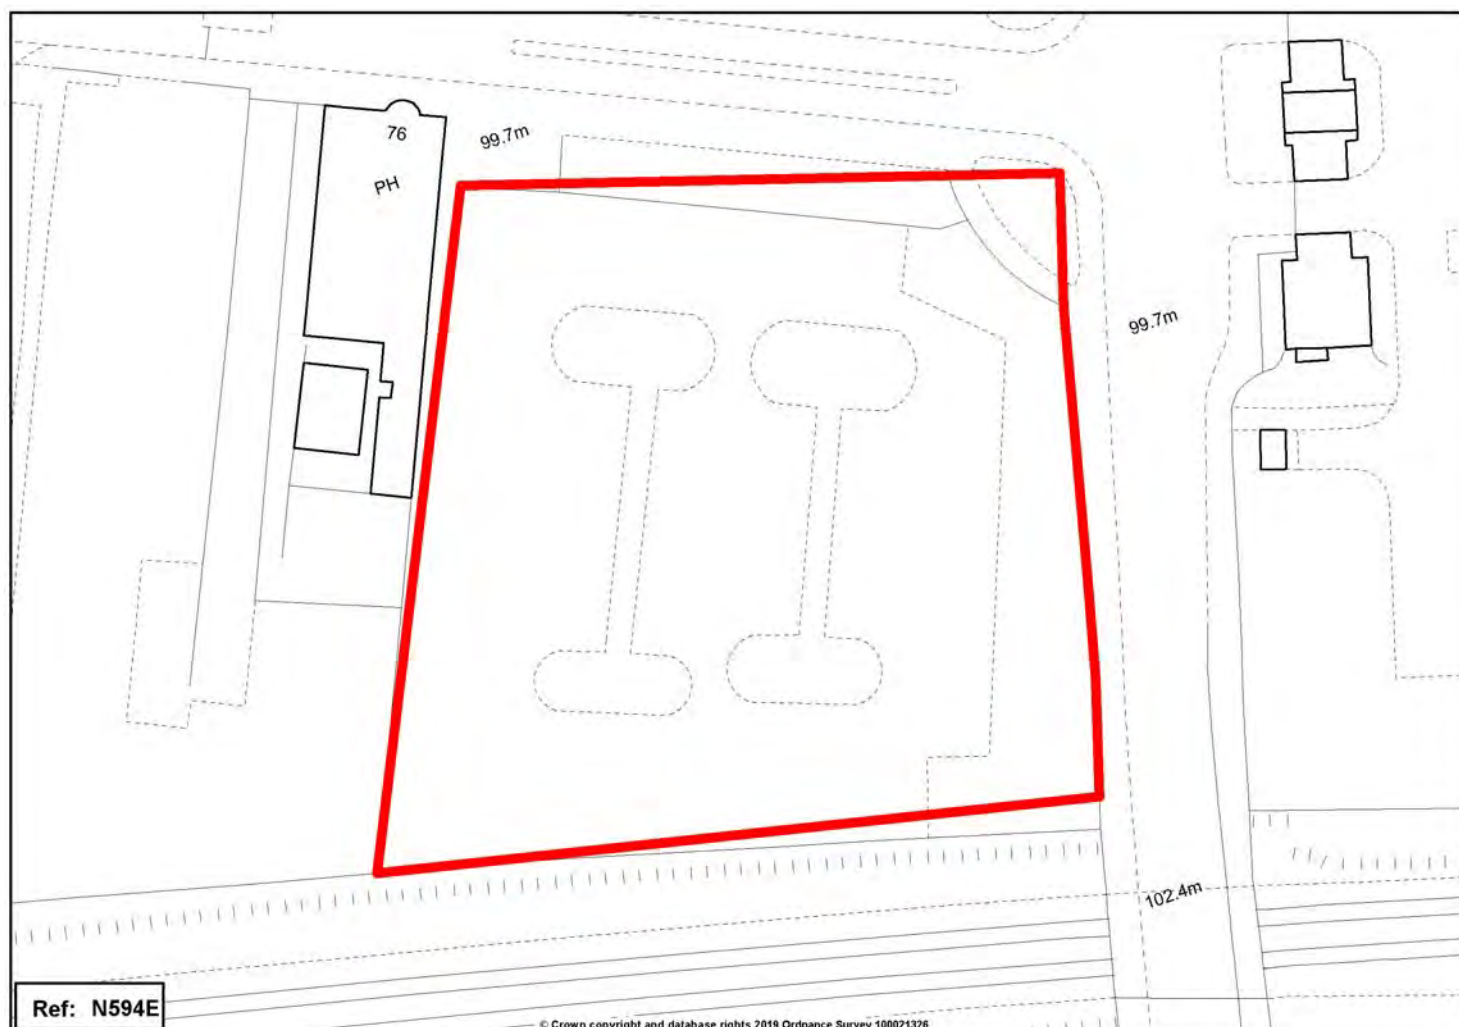 76
99.7m
PH
99.7m
102.4m
Ref: N594E
© Crown copyright and database rights 2019 Ordnance Survey 100021326